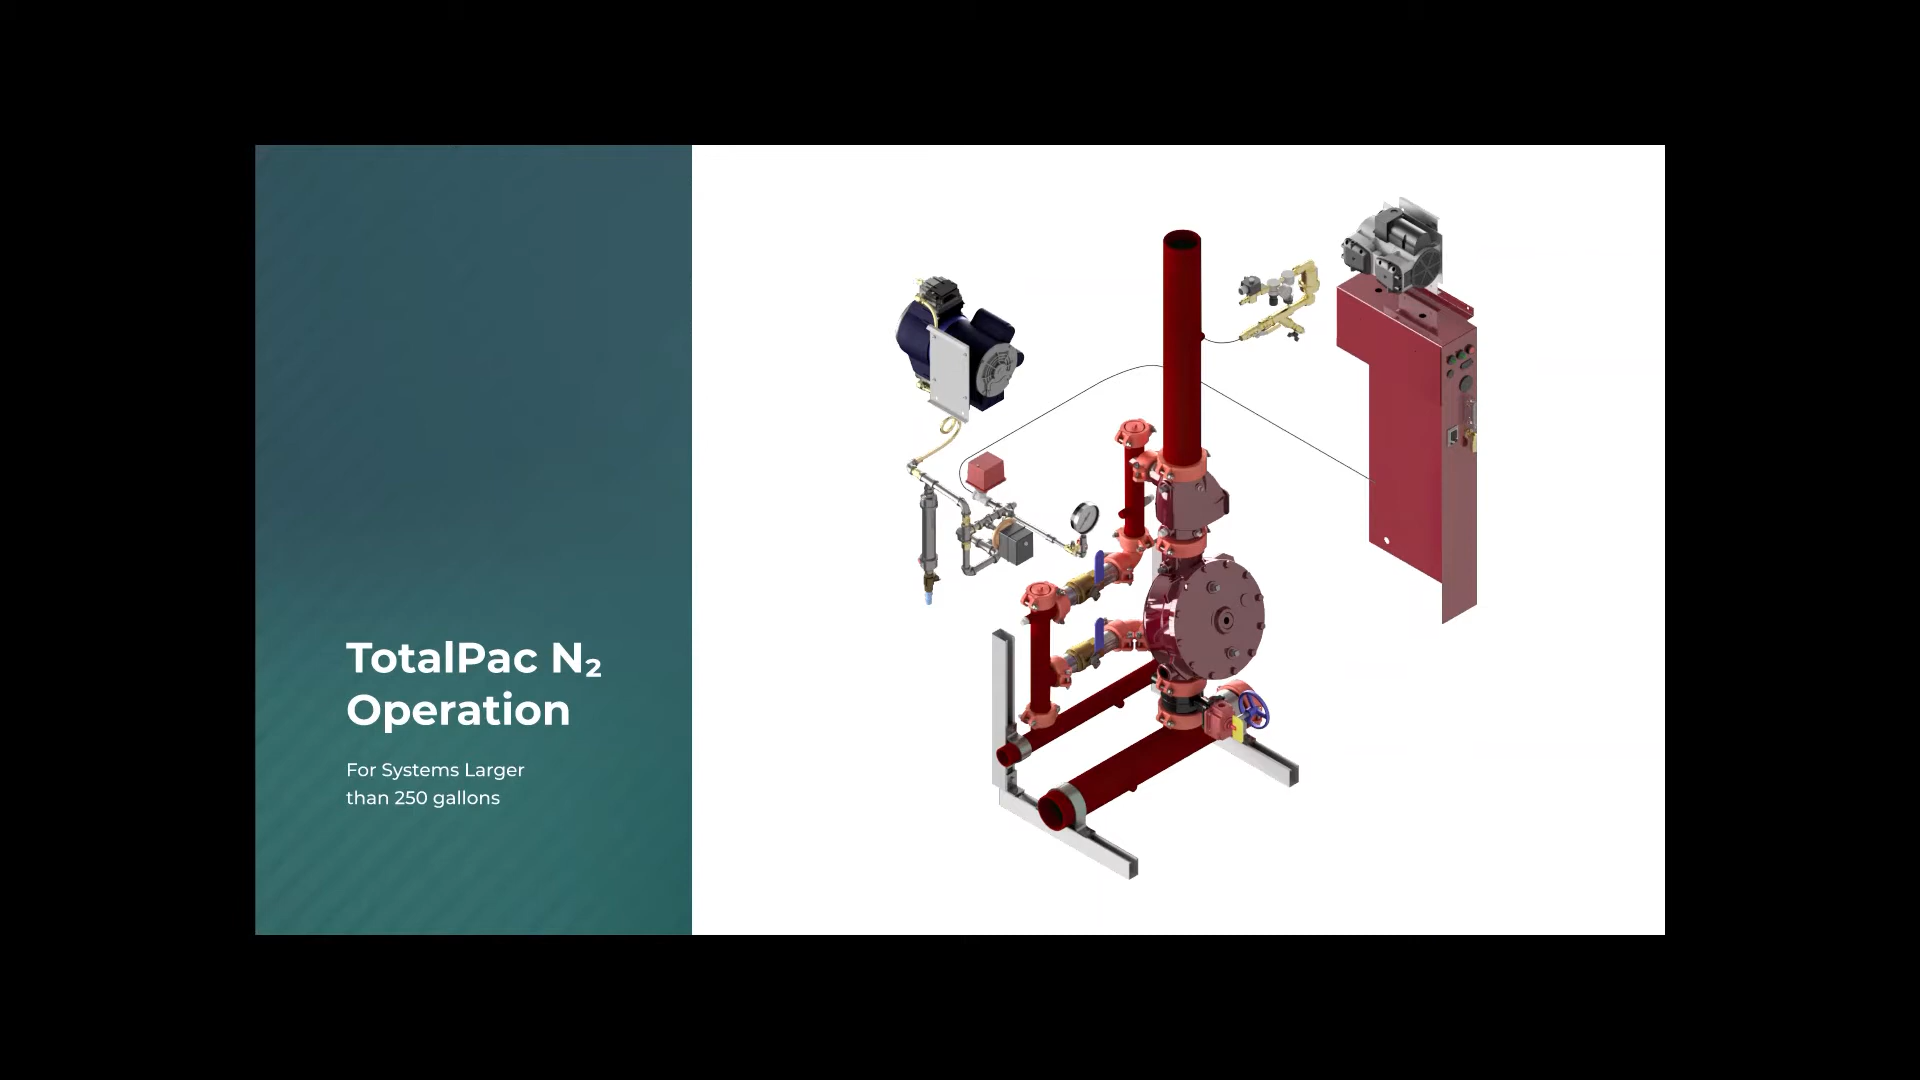 TotalPac N₂
Operation
For Systems Larger
than 250 gallons